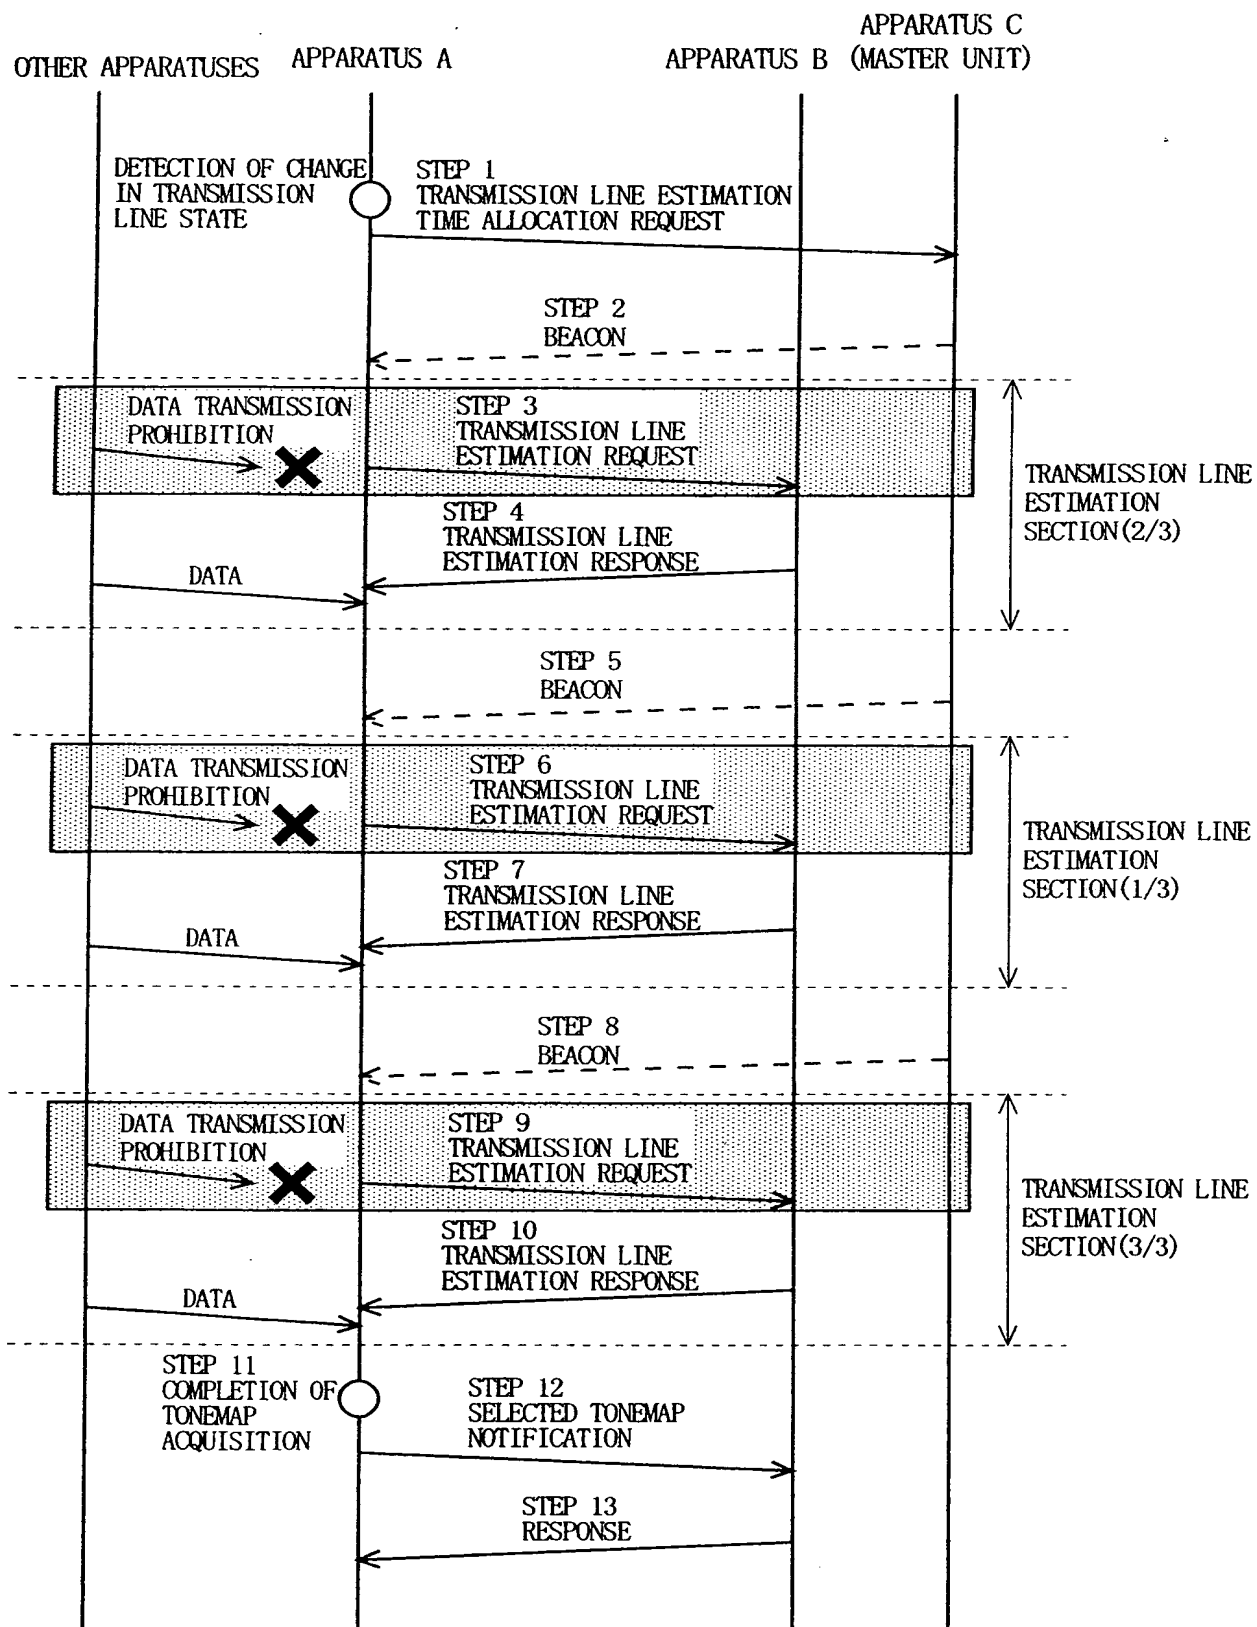 APPARATUS C
OTHER APPARATUSES APPARATUS A APPARATUS B (MASTER UNIT)
DETECTION OF CHANGE
IN TRANSMISSION
LINE STATE
STEP 1
TRANSMISSION LINE ESTIMATION
TIME ALLOCATION REQUEST
STEP 2
BEACON
DATA TRANSMISSION
PROHIBITION
STEP 3
TRANSMISSION LINE
ESTIMATION REQUEST
STEP 4
TRANSMISSION LINE
ESTIMATION RESPONSE
DATA
TRANSMISSION LINE
ESTIMATION
SECTION(2/3)
STEP 5
BEACON
DATA TRANSMISSION
PROHIBITION
STEP 6
TRANSMISSION LINE
ESTIMATION REQUEST
STEP 7
TRANSMISSION LINE
ESTIMATION RESPONSE
DATA
TRANSMISSION LINE
ESTIMATION
SECTION(1/3)
STEP 8
BEACON
DATA TRANSMISSION
PROHIBITION
STEP 9
TRANSMISSION LINE
ESTIMATION REQUEST
STEP 10
TRANSMISSION LINE
ESTIMATION RESPONSE
DATA
TRANSMISSION LINE
ESTIMATION
SECTION(3/3)
STEP 11
COMPLETION OF
TONEMAP
ACQUISITION
STEP 12
SELECTED TONEMAP
NOTIFICATION
STEP 13
RESPONSE